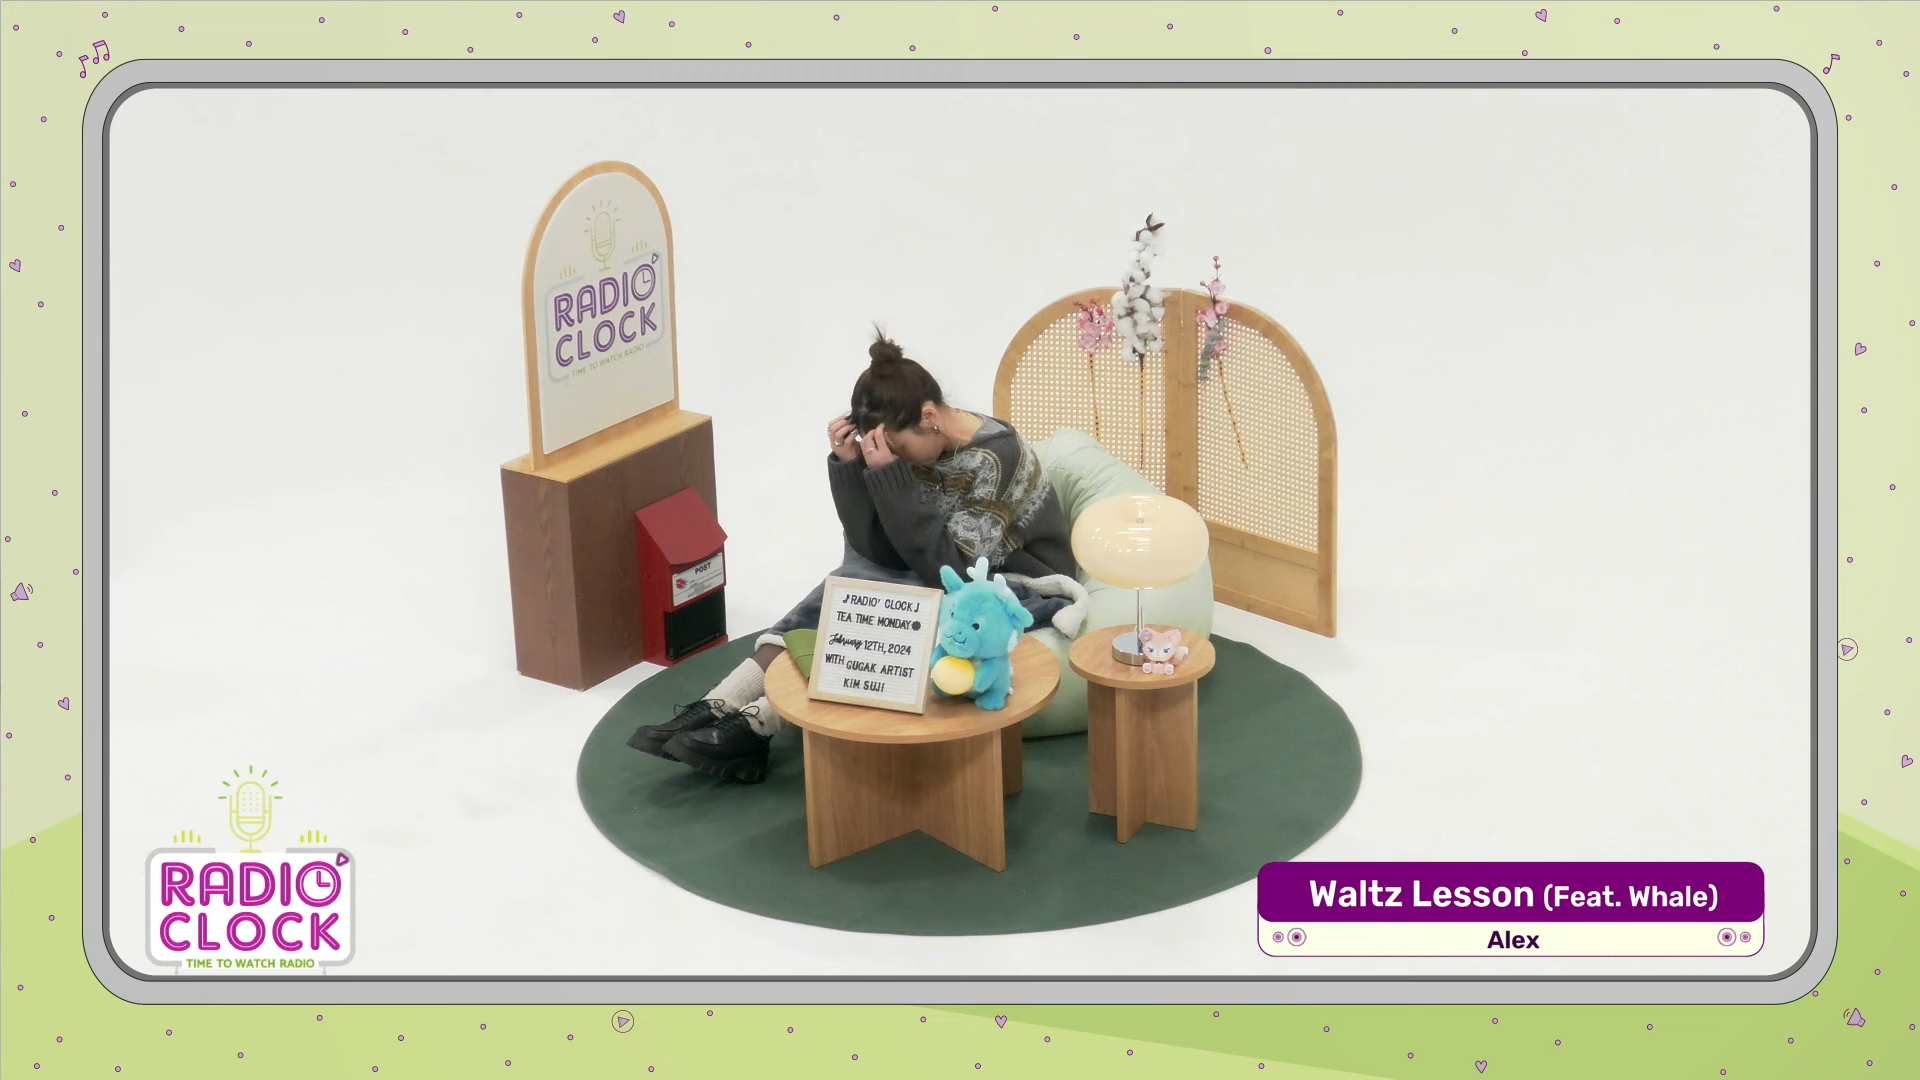 RADIO
CLOCK
TIME TO WATCH RADIO
POST
♪RADIO' CLOCK♩
TEA TIME MONDAY
February 12TH, 2024
WITH GUGAK ARTIST
KIM SUJI
RADIO
CLOCK
TIME TO WATCH RADIO
Waltz Lesson (Feat. Whale)
Alex